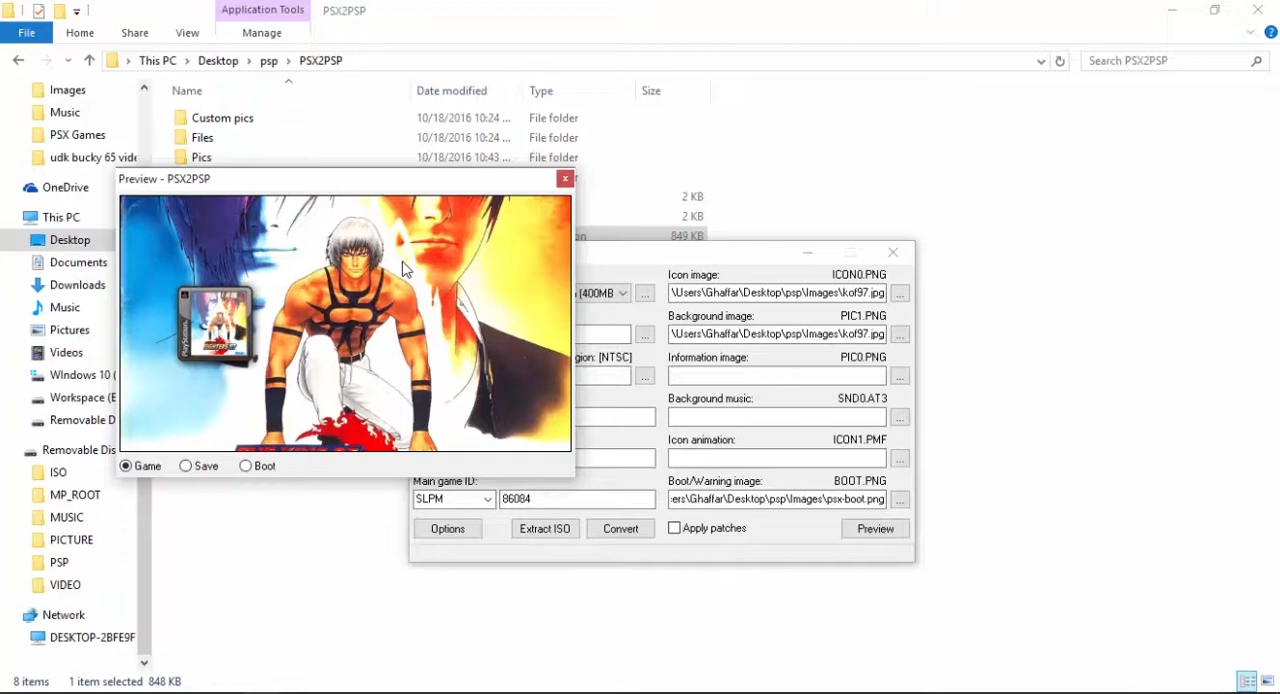 Application Tools
PSX2PSP
File
Home
Share
View
Manage
This PC
Desktop
psp
PSX2PSP
Search PSX2PSP
Name
Date modified
Type
Size
Custom pics
10/18/2016 10:24 ...
File folder
Files
10/18/2016 10:24 ...
File folder
Pics
10/18/2016 10:43 ...
File folder
2 KB
2 KB
849 KB
Images
Music
PSX Games
udk bucky 65 vide
OneDrive
This PC
Desktop
Documents
Downloads
Music
Pictures
Videos
WIndows 10 (
Workspace (E
Removable D
Removable Dis
ISO
MP_ROOT
MUSIC
PICTURE
PSP
VIDEO
Network
DESKTOP-2BFE9F
Preview - PSX2PSP
PlayStation
FIGHTERS 97
Game
Save
Boot
Icon image:
ICON0.PNG
(400MB
...
\Users\Ghaffar\Desktop\psp\Images\kof97.jpg
...
Background image:
PIC1.PNG
...
\Users\Ghaffar\Desktop\psp\Images\kof97.jpg
...
gion: [NTSC]
Information image:
PIC0.PNG
...
...
Background music:
SND0.AT3
...
Icon animation:
ICON1.PMF
...
Main game ID:
Boot/Warning image:
BOOT.PNG
SLPM
86084
:ers\Ghaffar\Desktop\psp\Images\psx-boot.png
...
Options
Extract ISO
Convert
Apply patches
Preview
8 items
1 item selected 848 KB